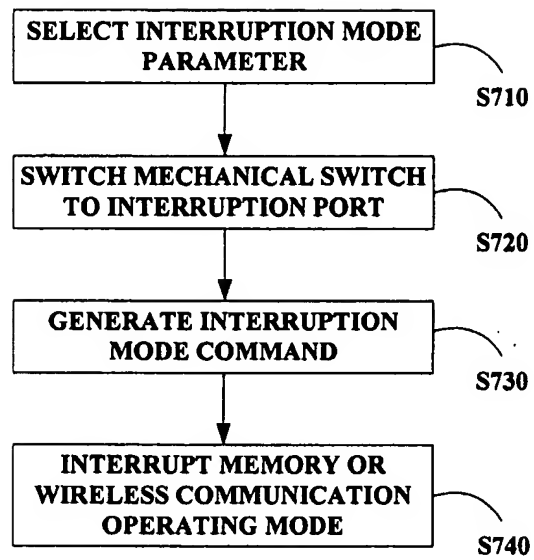 SELECT INTERRUPTION MODE
PARAMETER
S710
SWITCH MECHANICAL SWITCH
TO INTERRUPTION PORT
S720
GENERATE INTERRUPTION
MODE COMMAND
S730
INTERRUPT MEMORY OR
WIRELESS COMMUNICATION
OPERATING MODE
S740